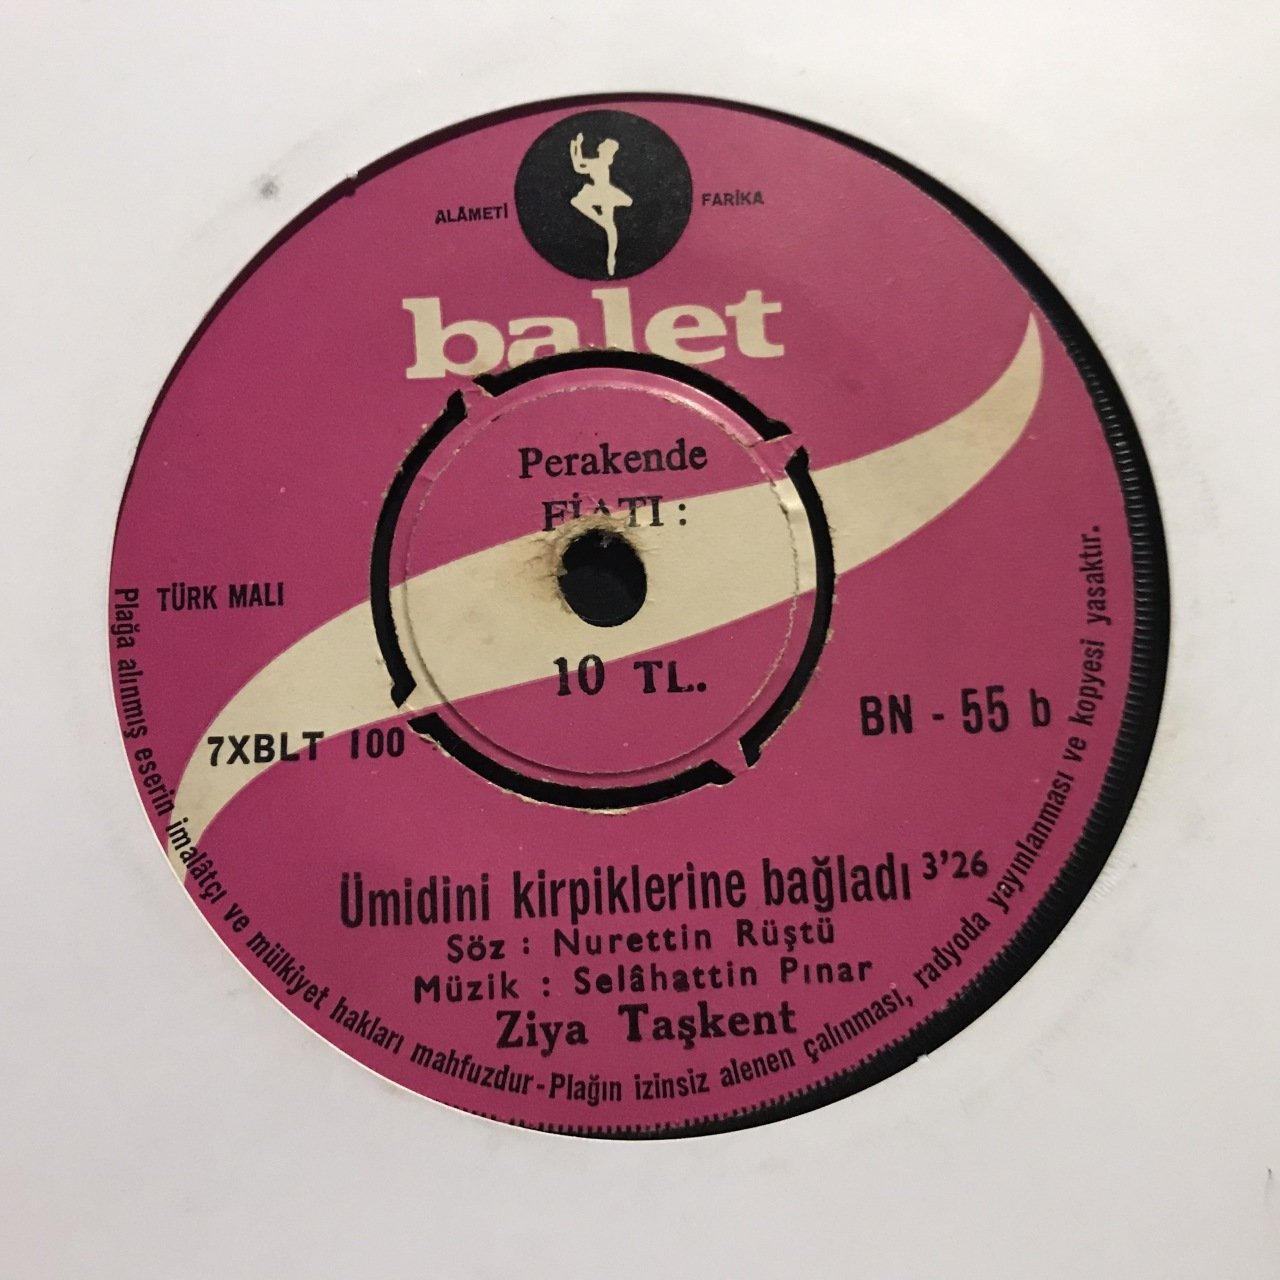 ALÂMETİ FARİKA
balet
Perakende
FİATI :
10 TL.
TÜRK MALI
7XBLT 100
BN - 55 b
Ümidini kirpiklerine bağladı 3'26
Söz : Nurettin Rüştü
Müzik : Selâhattin Pınar
Ziya Taşkent
Plağa alınmış eserin imalâtçı ve mülkiyet hakları mahfuzdur-Plağın izinsiz alenen çalınması, radyoda yayınlanması ve kopyesi yasaktır.